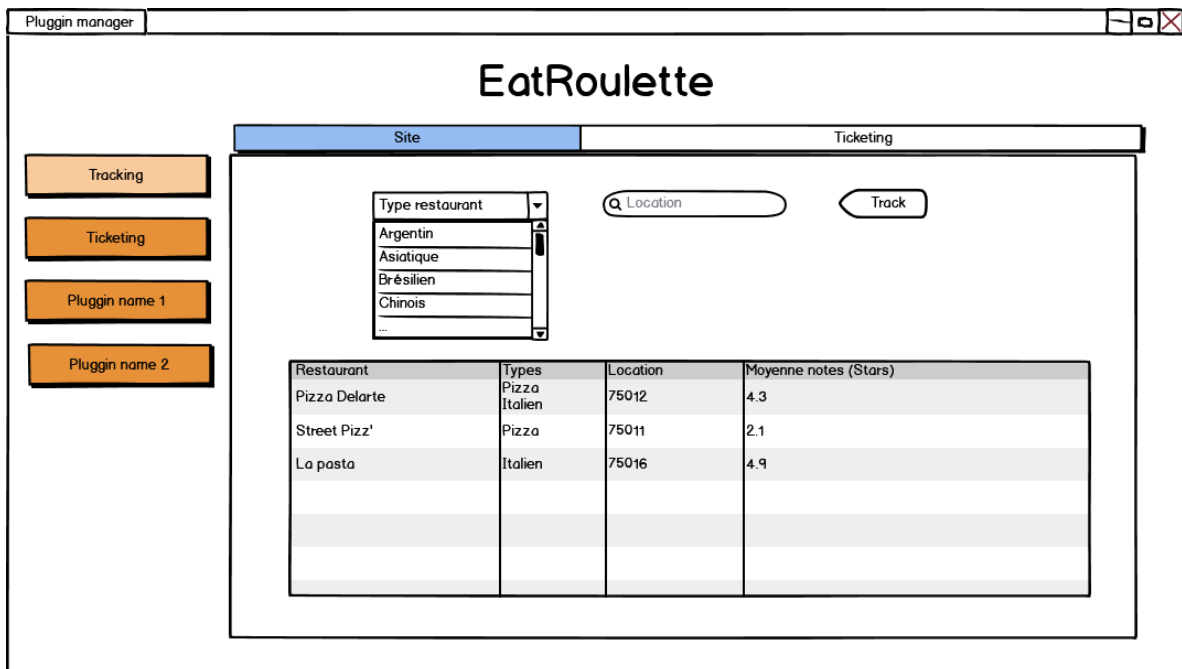 Pluggin manager
EatRoulette
Site
Ticketing
Tracking
Ticketing
Pluggin name 1
Pluggin name 2
Type restaurant
Location
Track
Argentin
Asiatique
Brésilien
Chinois
...
Restaurant Types Location Moyenne notes (Stars)
Pizza Delarte Pizza Italien 75012 4.3
Street Pizz' Pizza 75011 2.1
La pasta Italien 75016 4.9